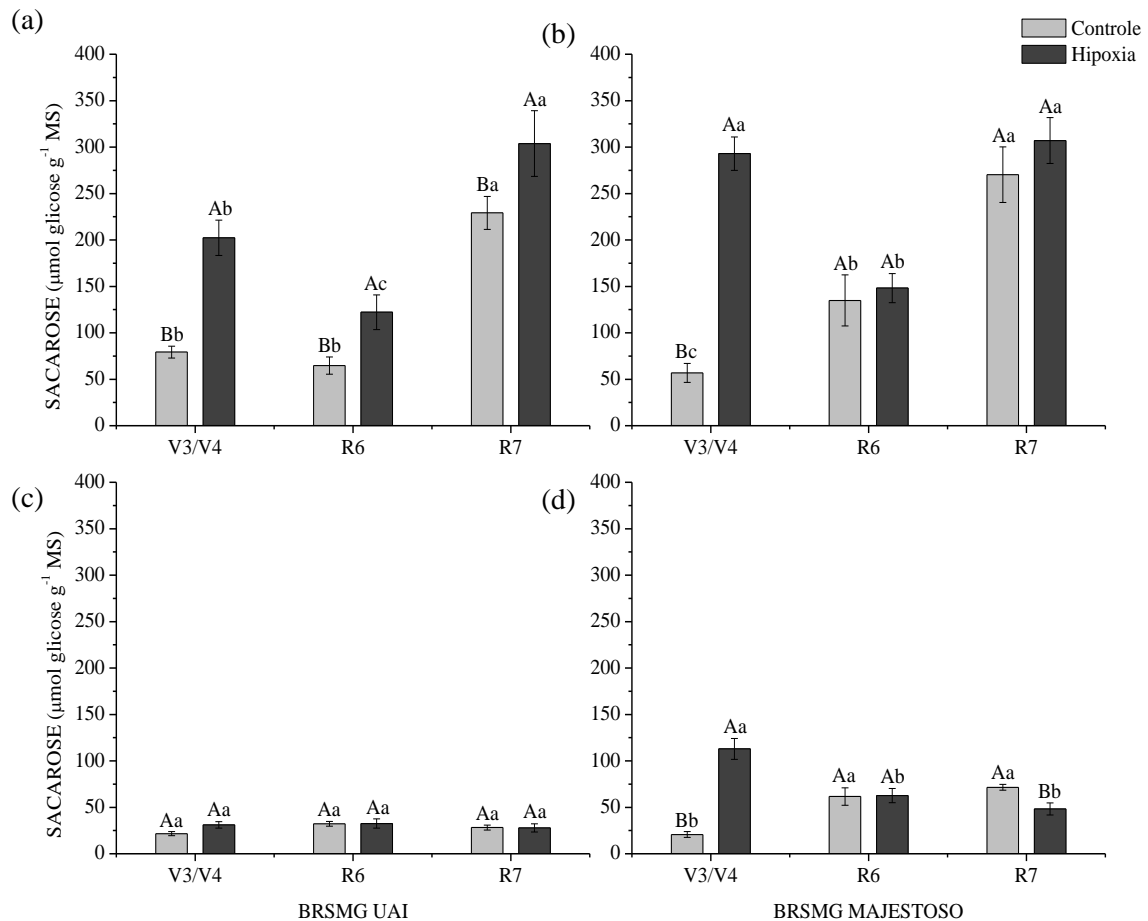 (a)
(b)
Controle
Hipoxia
SACAROSE (µmol glicose g⁻¹ MS)
400
350
300
250
200
150
100
50
0
Bb
Ab
Bb
Ac
Ba
Aa
V3/V4
R6
R7
400
350
300
250
200
150
100
50
0
Bc
Aa
Ab
Ab
Aa
Aa
V3/V4
R6
R7
(c)
(d)
SACAROSE (µmol glicose g⁻¹ MS)
400
350
300
250
200
150
100
50
0
Aa
Aa
Aa
Aa
Aa
Aa
V3/V4
R6
R7
BRSMG UAI
400
350
300
250
200
150
100
50
0
Bb
Aa
Aa
Ab
Aa
Bb
V3/V4
R6
R7
BRSMG MAJESTOSO